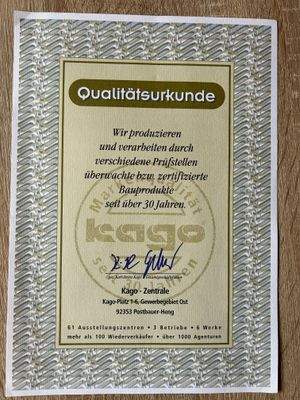 Qualitätsurkunde
Wir produzieren
und verarbeiten durch
verschiedene Prüfstellen
überwachte bzw. zertifizierte
Bauprodukte
seit über 30 Jahren.
kago
Kago - Zentrale
Kago-Platz 1-6, Gewerbegebiet Ost
92353 Postbauer-Heng
61 Ausstellungszentren • 3 Betriebe • 6 Werke
mehr als 100 Wiederverkäufer • über 1000 Agenturen